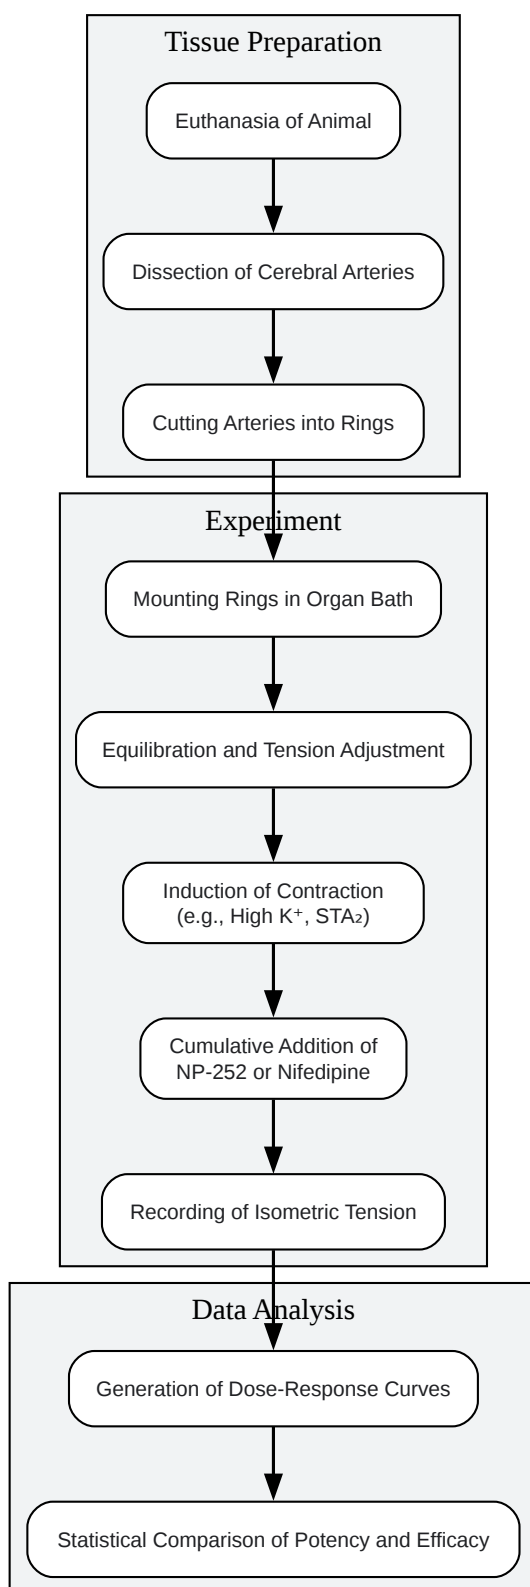 Tissue Preparation
Euthanasia of Animal
Dissection of Cerebral Arteries
Cutting Arteries into Rings
Experiment
Mounting Rings in Organ Bath
Equilibration and Tension Adjustment
Induction of Contraction
(e.g., High K⁺, STA₂)
Cumulative Addition of
NP-252 or Nifedipine
Recording of Isometric Tension
Data Analysis
Generation of Dose-Response Curves
Statistical Comparison of Potency and Efficacy